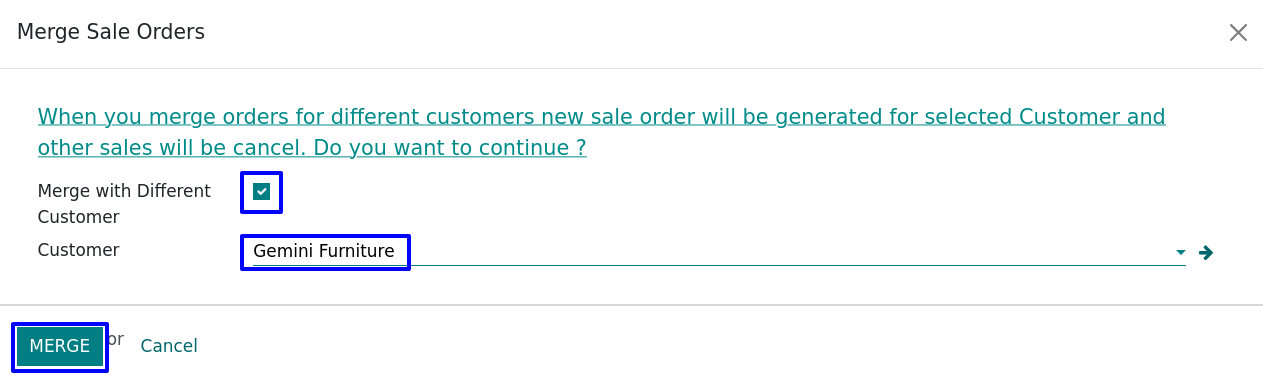 Merge Sale Orders
When you merge orders for different customers new sale order will be generated for selected Customer and
other sales will be cancel. Do you want to continue ?
Merge with Different
Customer
Customer Gemini Furniture
MERGE or Cancel